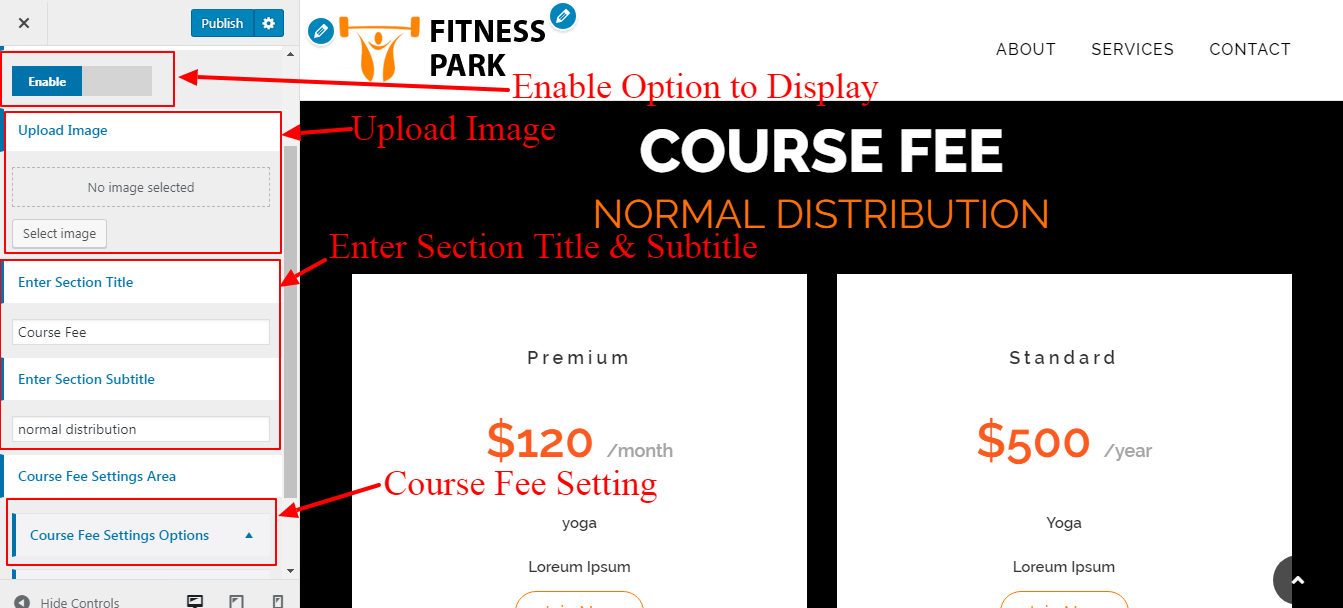 Publish
Enable
Upload Image
No image selected
Select image
Enter Section Title
Course Fee
Enter Section Subtitle
normal distribution
Course Fee Settings Area
Course Fee Settings Options
Hide Controls
FITNESS
PARK
ABOUT SERVICES CONTACT
Enable Option to Display
Upload Image
COURSE FEE
NORMAL DISTRIBUTION
Enter Section Title & Subtitle
Premium
$120 /month
Course Fee Setting
yoga
Loreum Ipsum
Standard
$500 /year
Yoga
Lorem Ipsum